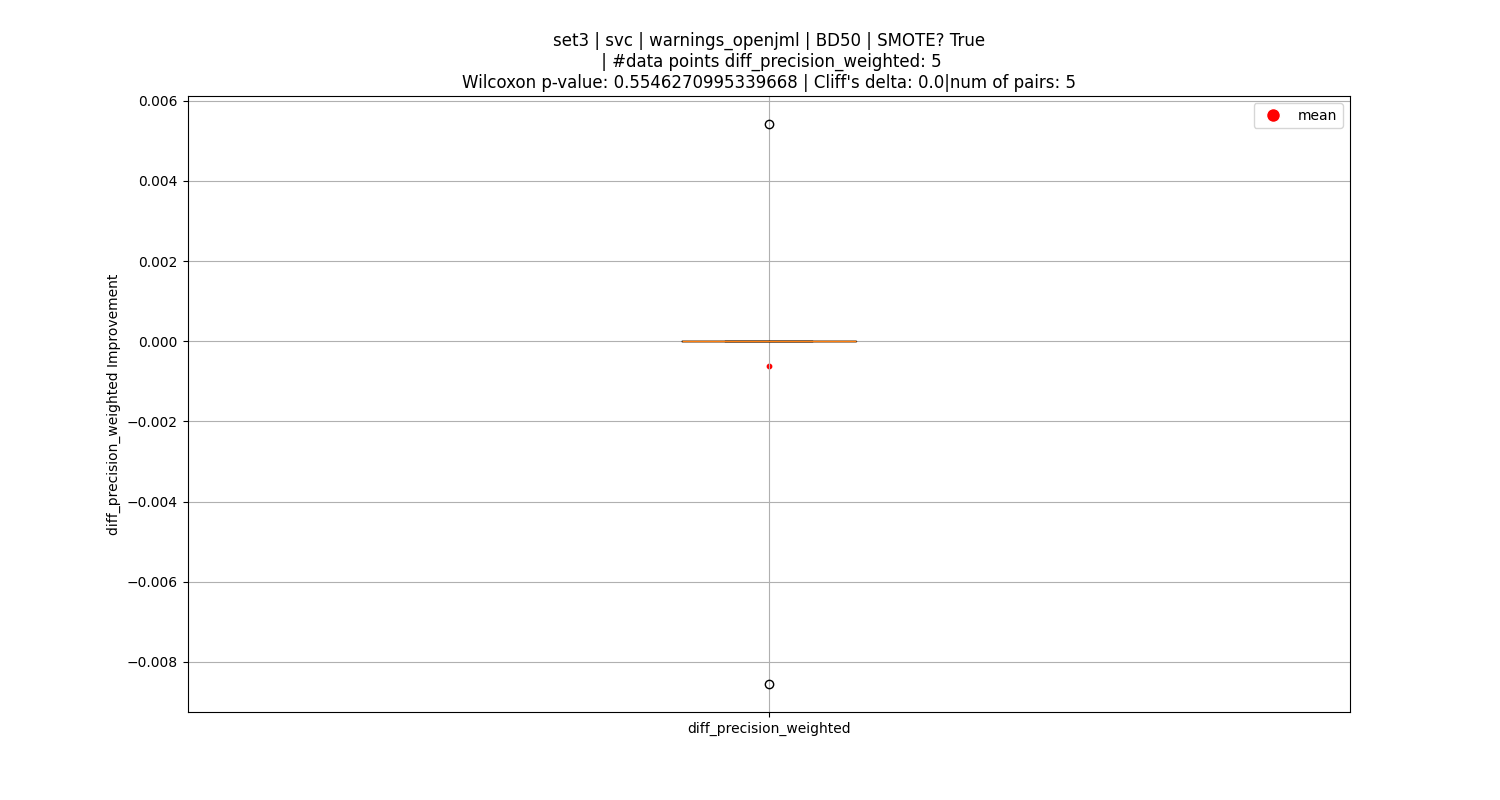 set3 | svc | warnings_openjml | BD50 | SMOTE? True
| #data points diff_precision_weighted: 5
Wilcoxon p-value: 0.5546270995339668 | Cliff's delta: 0.0|num of pairs: 5
mean
0.006
0.004
0.002
0.000
−0.002
−0.004
−0.006
−0.008
diff_precision_weighted Improvement
diff_precision_weighted